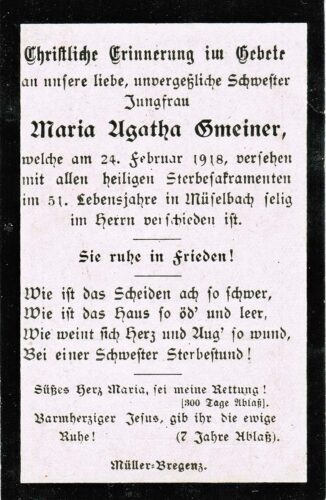 Christliche Erinnerung im Gebete
an unsere liebe, unvergeßliche Schwester
Jungfrau
Maria Agatha Gmeiner,
welche am 24. Februar 1918, versehen
mit allen heiligen Sterbesakramenten
im 51. Lebensjahre in Müselbach selig
im Herrn verschieden ist.
Sie ruhe in Frieden!
Wie ist das Scheiden ach so schwer,
Wie ist das Haus so öd' und leer,
Wie weint sich Herz und Aug' so wund,
Bei einer Schwester Sterbestund!
Süßes Herz Maria, sei meine Rettung!
[300 Tage Ablaß].
Barmherziger Jesus, gib ihr die ewige
Ruhe! (7 Jahre Ablaß).
Müller-Bregenz.